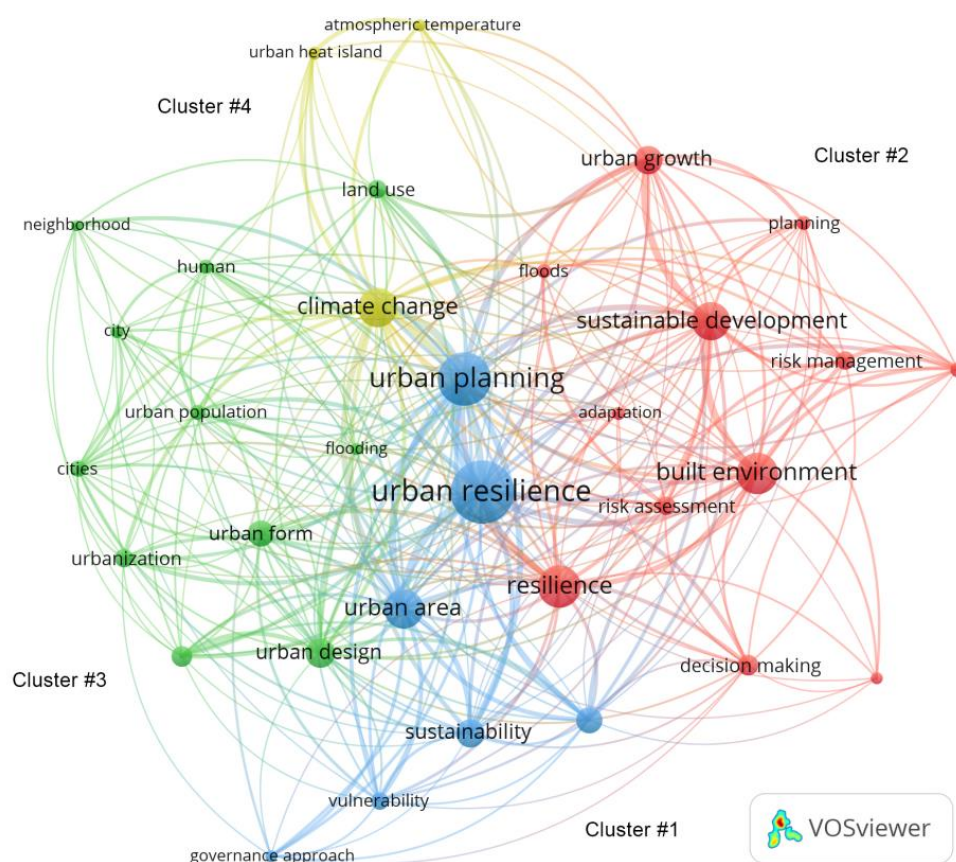 atmospheric temperature
urban heat island
Cluster #4
urban growth
Cluster #2
land use
neighborhood
planning
human
floods
climate change
sustainable development
city
risk management
urban planning
urban population
adaptation
flooding
cities
built environment
urban resilience
risk assessment
urban form
urbanization
resilience
urban area
urban design
decision making
Cluster #3
sustainability
vulnerability
Cluster #1
VOSviewer
governance approach